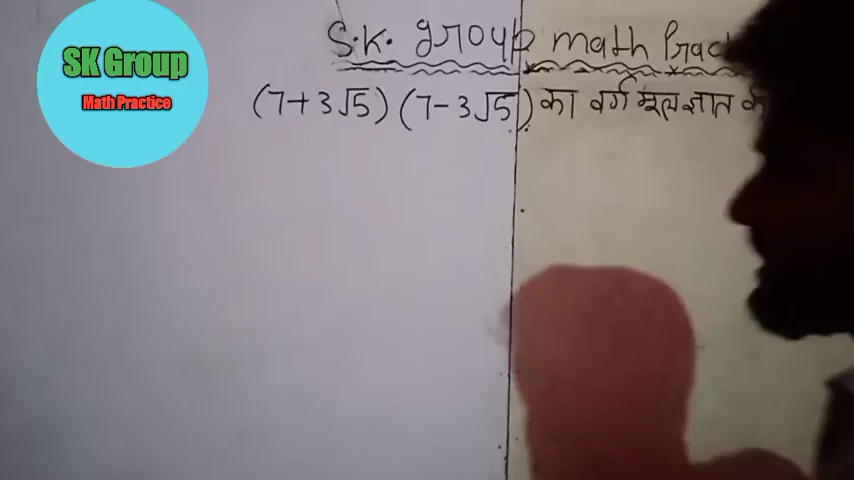 SK Group
Math Practice
S.K. group math Prac
(7+3√5) (7-3√5) का वर्ग मूल ज्ञात